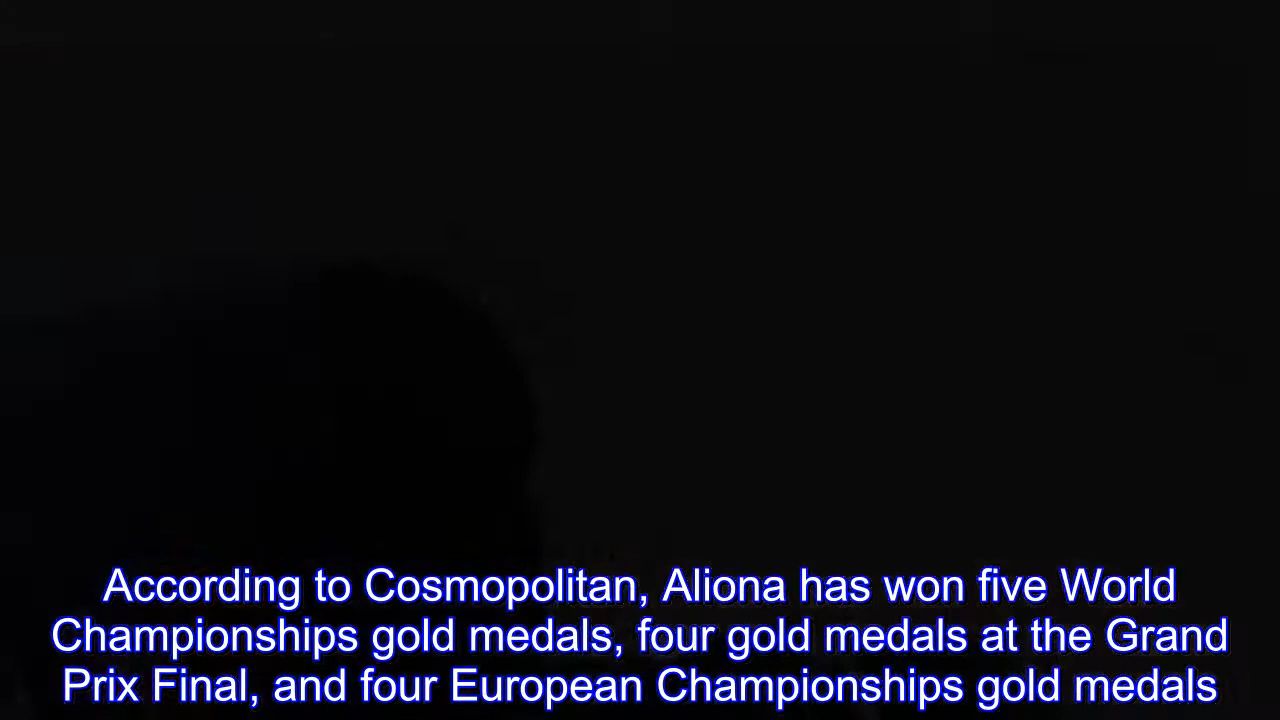 According to Cosmopolitan, Aliona has won five World
Championships gold medals, four gold medals at the Grand
Prix Final, and four European Championships gold medals